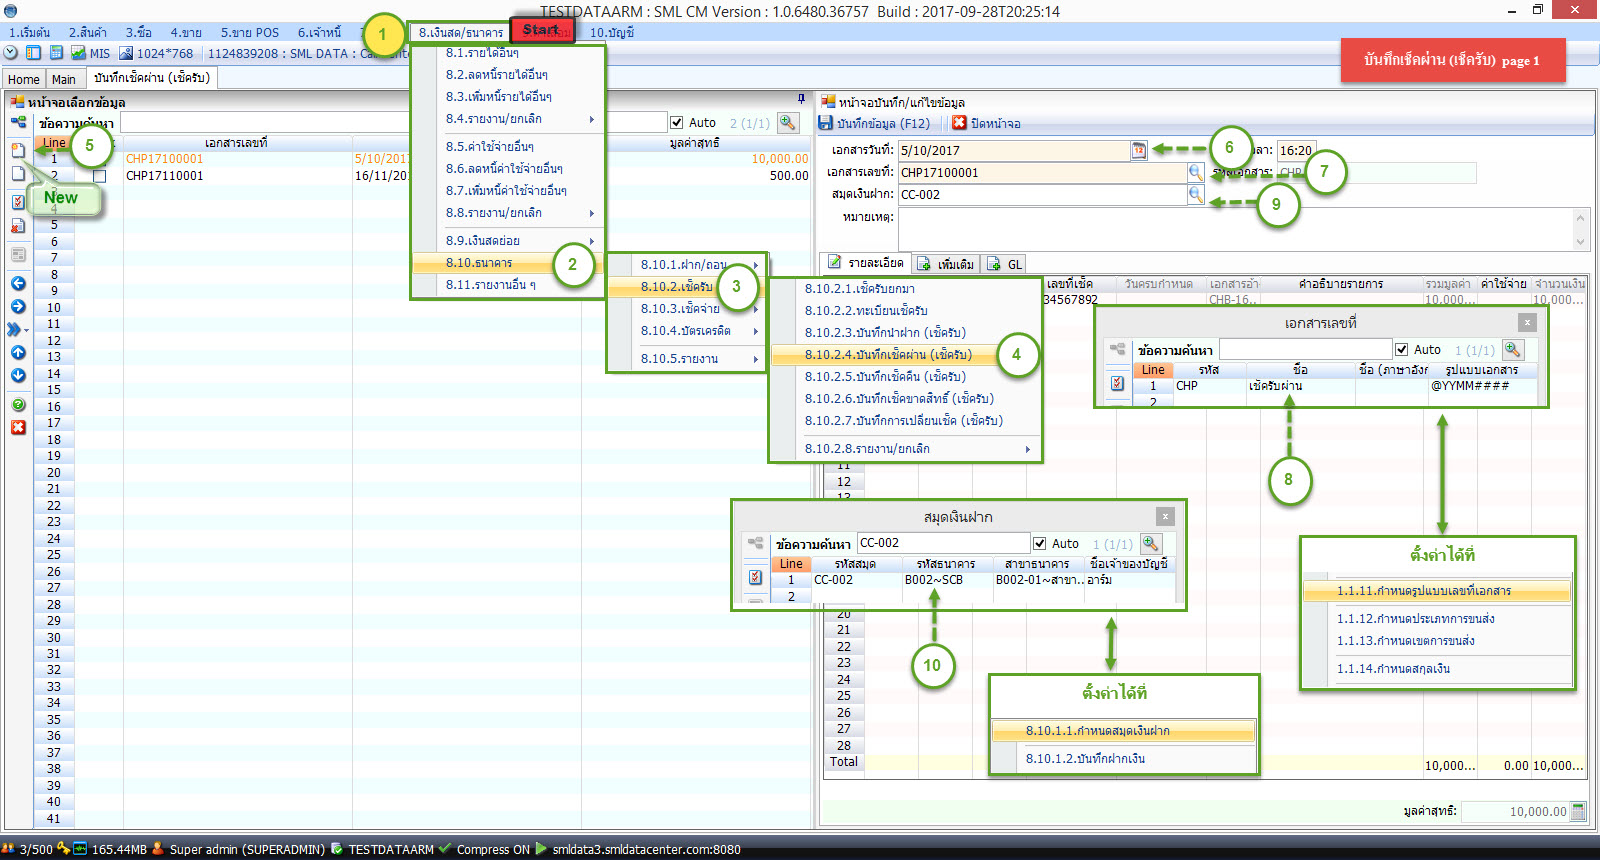 TESTDATAARM : SML CM Version : 1.0.6480.36757  Build : 2017-09-28T20:25:14
1.เริ่มต้น 2.สินค้า 3.ซื้อ 4.ขาย 5.ขาย POS 6.เจ้าหนี้ 1 8.เงินสด/ธนาคาร Start 10.บัญชี
MIS 1024*768 1124839208 : SML DATA :
บันทึกเช็คผ่าน (เช็ครับ) page 1
Home Main บันทึกเช็คผ่าน (เช็ครับ)
หน้าจอเลือกข้อมูล
ข้อความค้นหา Auto 2 (1/1)
Line เอกสารเลขที่ มูลค่าสุทธิ
1 CHP17100001 5/10/2017 10,000.00
2 CHP17110001 16/11/201 500.00
5
New
4
5
6
7
8
9
10
11
12
13
14
15
16
17
18
19
20
21
22
23
24
25
26
27
28
29
30
31
32
33
34
35
36
37
38
39
40
41
8.1.รายได้อื่นๆ
8.2.ลดหนี้รายได้อื่นๆ
8.3.เพิ่มหนี้รายได้อื่นๆ
8.4.รายงาน/ยกเลิก
8.5.ค่าใช้จ่ายอื่นๆ
8.6.ลดหนี้ค่าใช้จ่ายอื่นๆ
8.7.เพิ่มหนี้ค่าใช้จ่ายอื่นๆ
8.8.รายงาน/ยกเลิก
8.9.เงินสดย่อย
8.10.ธนาคาร 2
8.11.รายงานอื่น ๆ
8.10.1.ฝาก/ถอน
8.10.2.เช็ครับ 3
8.10.3.เช็คจ่าย
8.10.4.บัตรเครดิต
8.10.5.รายงาน
8.10.2.1.เช็ครับยกมา
8.10.2.2.ทะเบียนเช็ครับ
8.10.2.3.บันทึกนำฝาก (เช็ครับ)
8.10.2.4.บันทึกเช็คผ่าน (เช็ครับ) 4
8.10.2.5.บันทึกเช็คคืน (เช็ครับ)
8.10.2.6.บันทึกเช็คขาดสิทธิ์ (เช็ครับ)
8.10.2.7.บันทึกการเปลี่ยนเช็ค (เช็ครับ)
8.10.2.8.รายงาน/ยกเลิก
หน้าจอบันทึก/แก้ไขข้อมูล
บันทึกข้อมูล (F12) ปิดหน้าจอ
เอกสารวันที่: 5/10/2017 6 16:20
เอกสารเลขที่: CHP17100001 7 รหัสเอกสาร: CHP
สมุดเงินฝาก: CC-002 9
หมายเหตุ:
รายละเอียด เพิ่มเติม GL
เลขที่เช็ค วันครบกำหนด เอกสารอ้า คำอธิบายรายการ รวมมูลค่า ค่าใช้จ่าย จำนวนเงิน
34567892 CHB-16.. 10,000... 10,000...
เอกสารเลขที่ x
ข้อความค้นหา Auto 1 (1/1)
Line รหัส ชื่อ ชื่อ (ภาษาอังก รูปแบบเอกสาร
1 CHP เช็ครับผ่าน @YYMM####
2
8
11
12
13
สมุดเงินฝาก x
ข้อความค้นหา CC-002 Auto 1 (1/1)
Line รหัสสมุด รหัสธนาคาร สาขาธนาคาร ชื่อเจ้าของบัญชี
1 CC-002 B002~SCB B002-01~สาขา.. อาร์ม
2
10
ตั้งค่าได้ที่
1.1.11.กำหนดรูปแบบเลขที่เอกสาร
1.1.12.กำหนดประเภทการขนส่ง
1.1.13.กำหนดเขตการขนส่ง
1.1.14.กำหนดสกุลเงิน
ตั้งค่าได้ที่
8.10.1.1.กำหนดสมุดเงินฝาก
8.10.1.2.บันทึกฝากเงิน
20
21
22
23
24
25
26
27
28
Total 10,000... 0.00 10,000...
มูลค่าสุทธิ: 10,000.00
3/500 165.44MB Super admin (SUPERADMIN) TESTDATAARM Compress ON smldata3.smldatacenter.com:8080